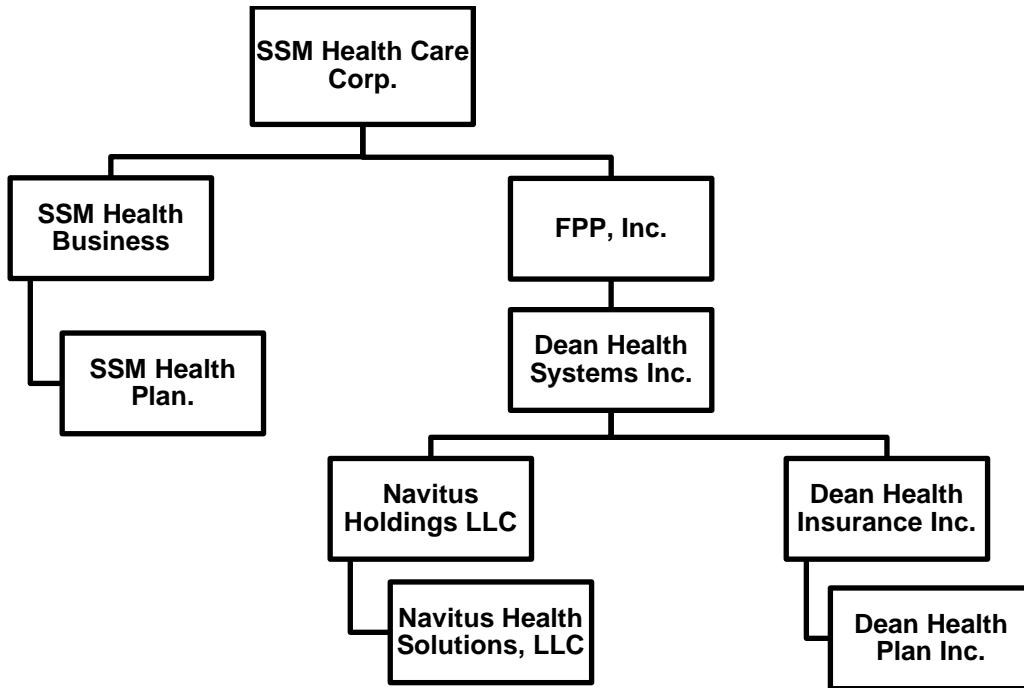 SSM Health Care
Corp.
SSM Health
Business
FPP, Inc.
SSM Health
Plan.
Dean Health
Systems Inc.
Navitus
Holdings LLC
Dean Health
Insurance Inc.
Navitus Health
Solutions, LLC
Dean Health
Plan Inc.